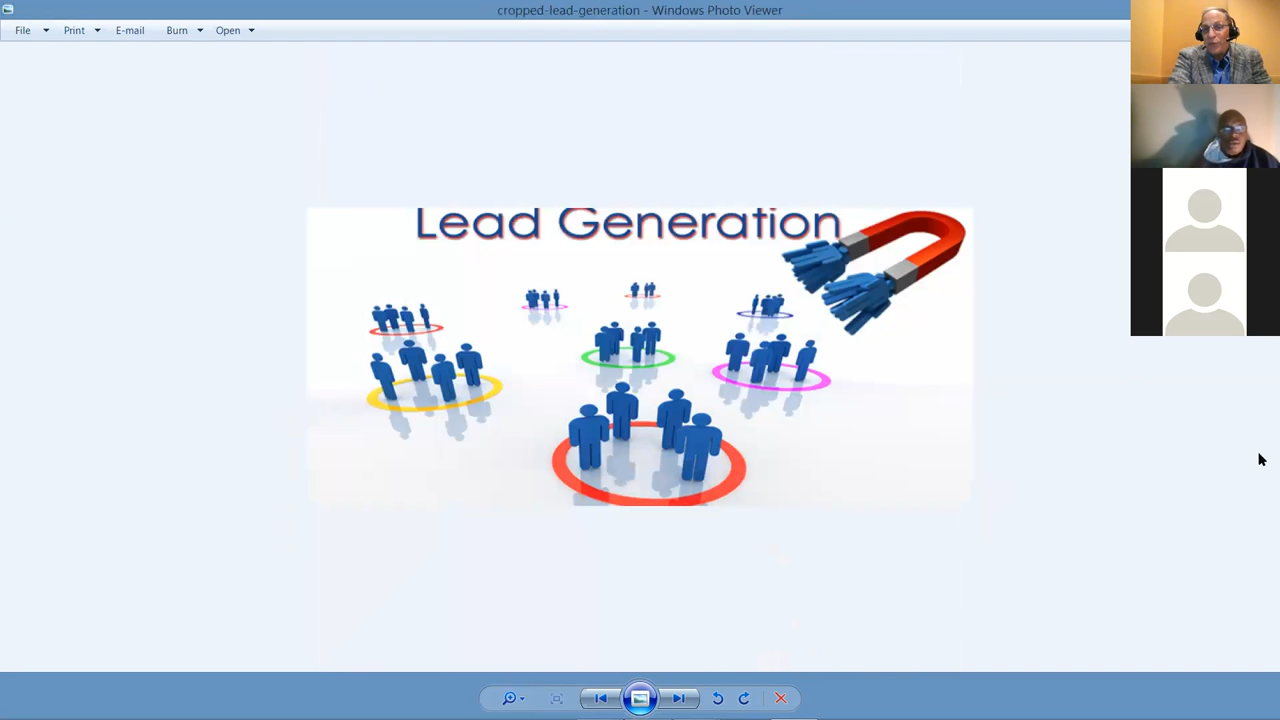 cropped-lead-generation - Windows Photo Viewer
File Print E-mail Burn Open
Lead Generation